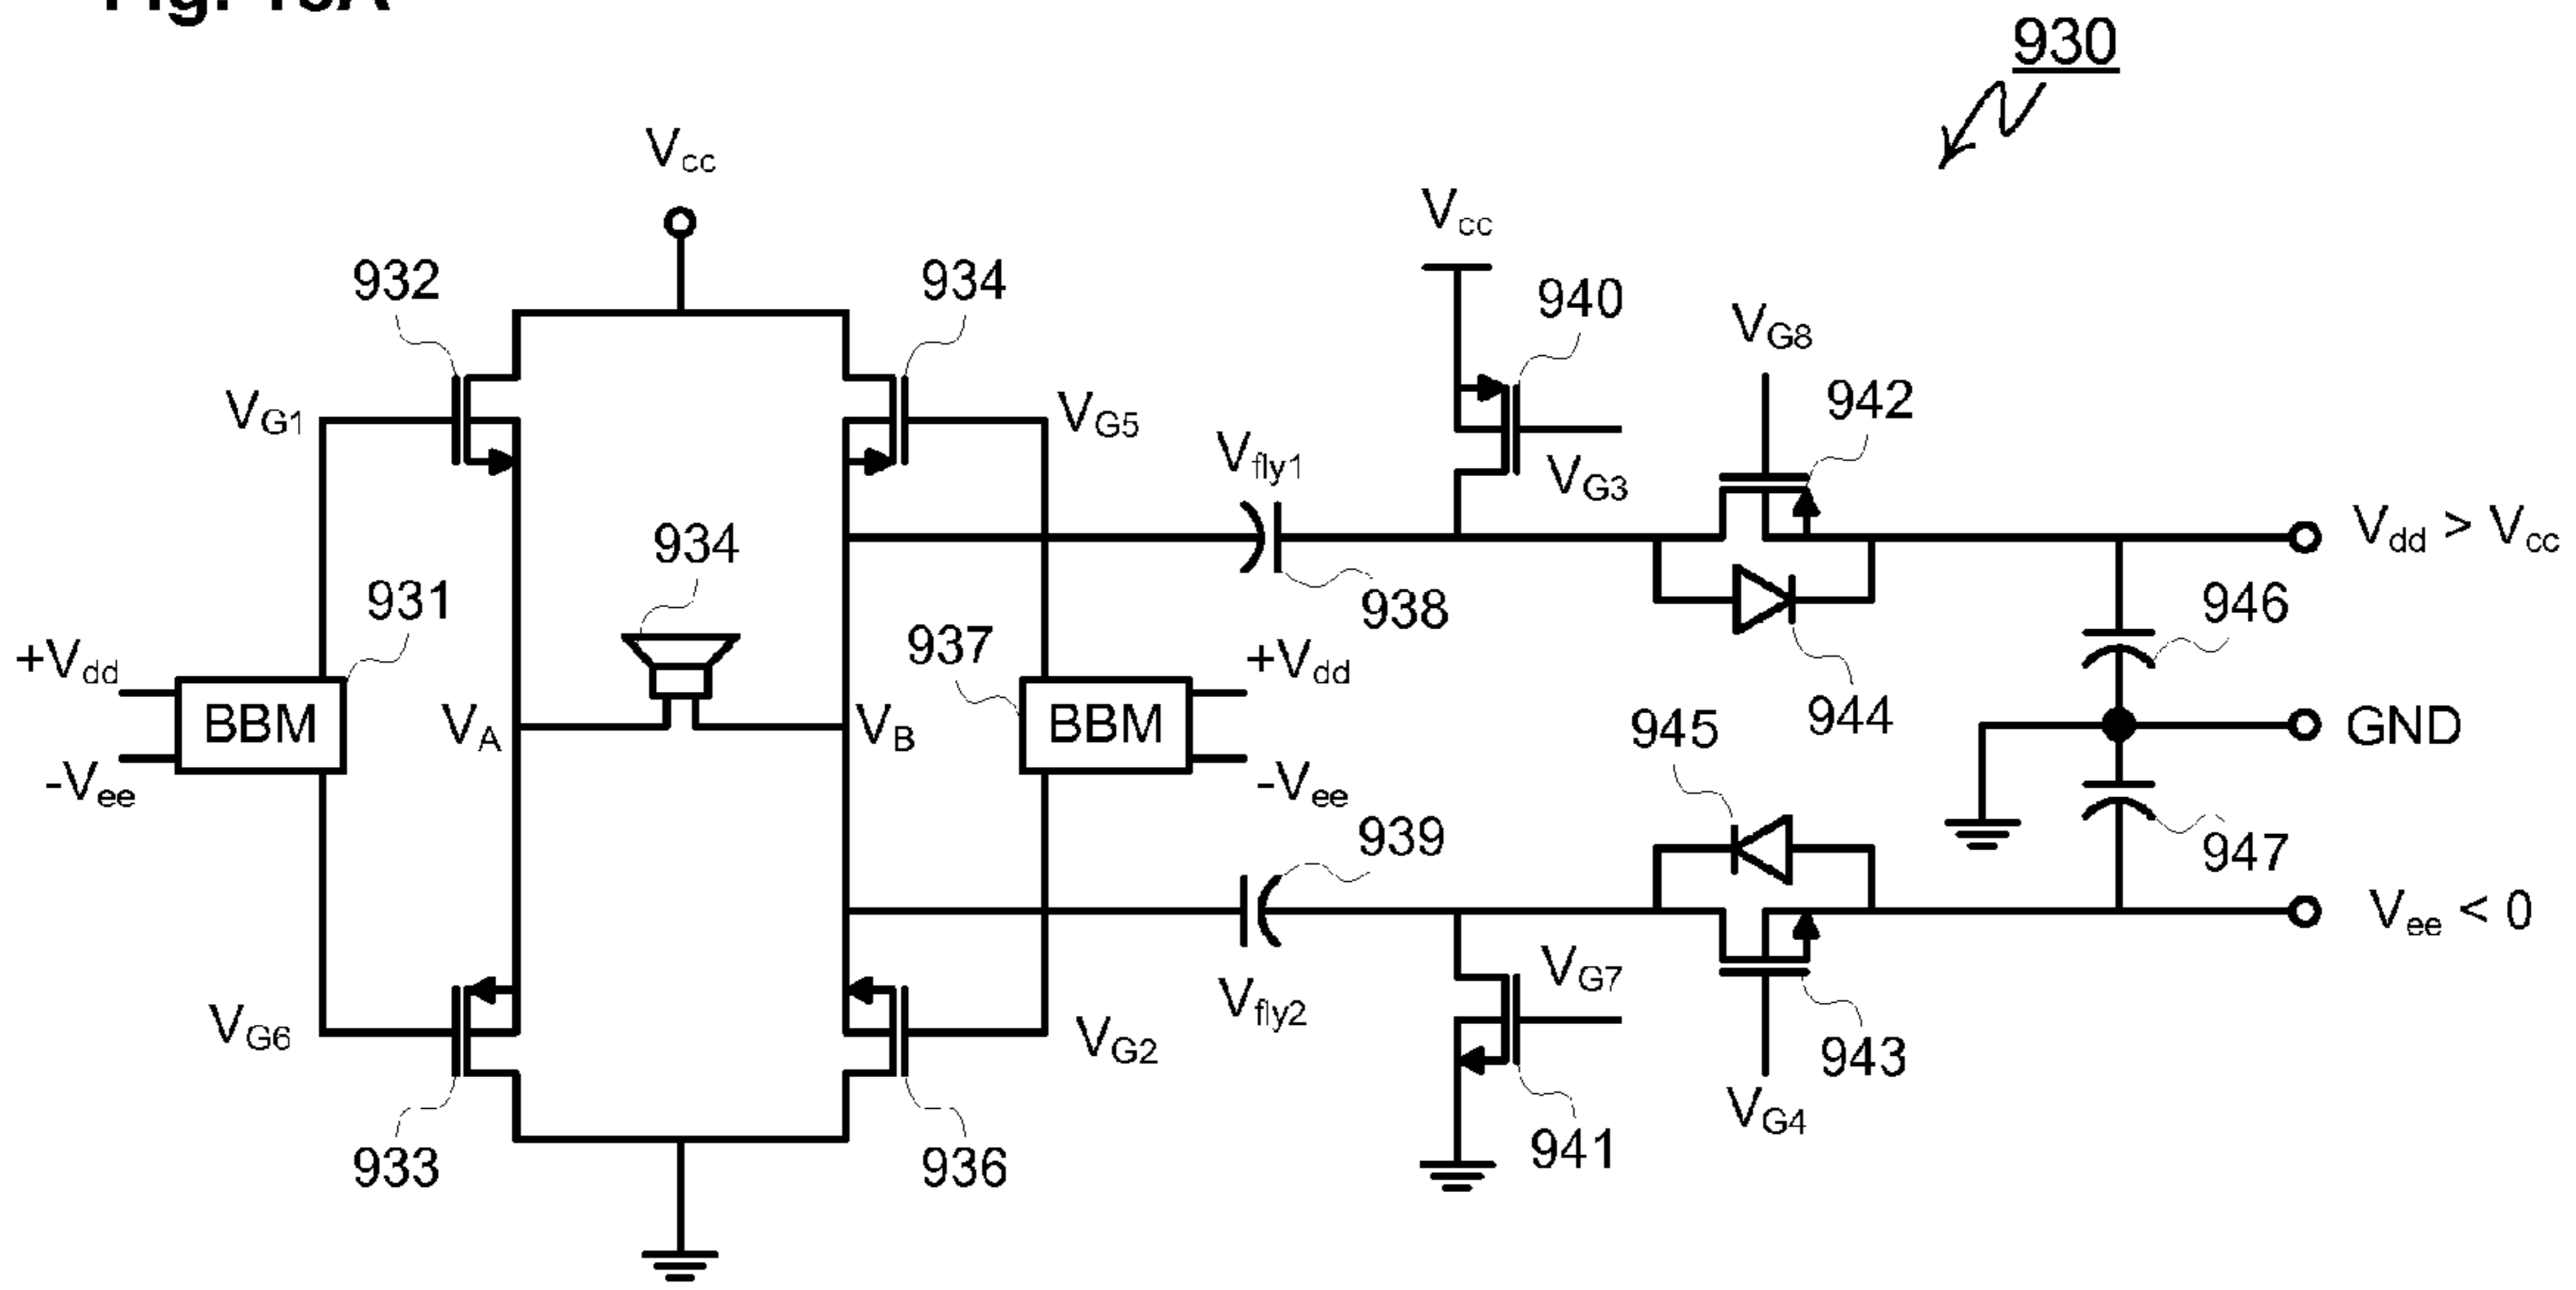 930
Vcc
Vcc
932
934
940
VG8
942
VG1
VG5
Vfly1
VG3
Vdd > Vcc
934
931
938
946
937
+Vdd
+Vdd
BBM
VA
VB
BBM
945
944
GND
-Vee
-Vee
939
947
Vee < 0
VG6
Vfly2
VG7
VG2
943
VG4
933
936
941